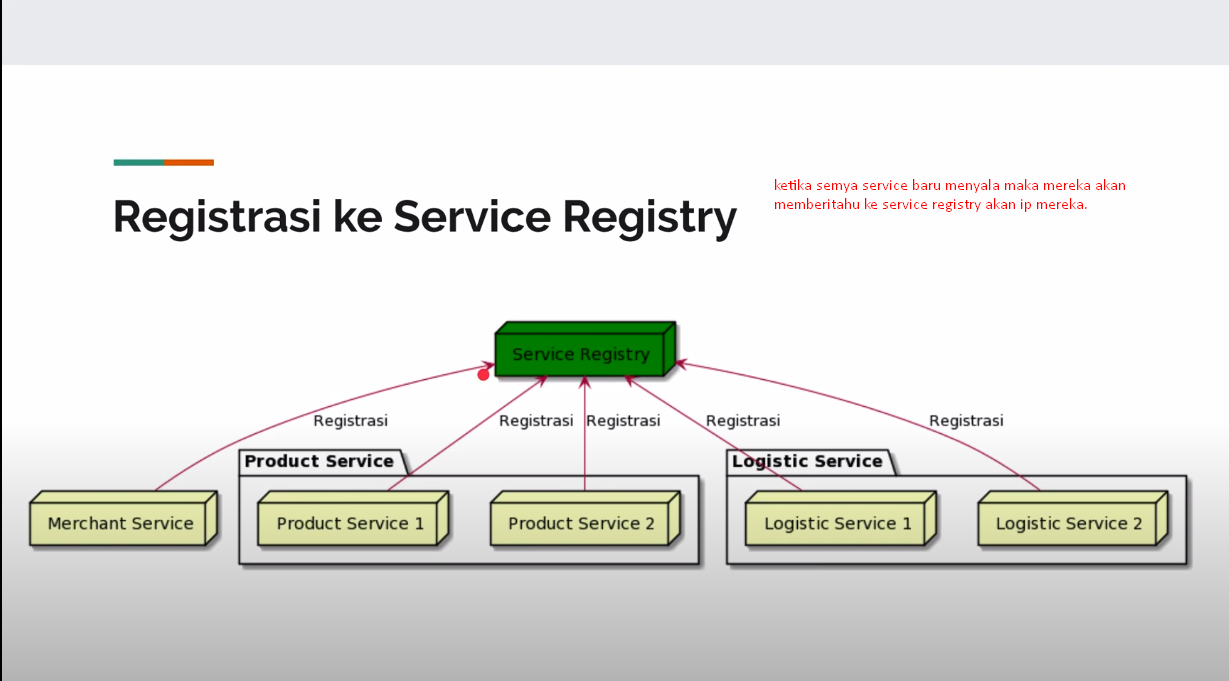 ketika semya service baru menyala maka mereka akan
memberitahu ke service registry akan ip mereka.
Registrasi ke Service Registry
Service Registry
Registrasi
Registrasi
Registrasi
Registrasi
Registrasi
Product Service
Logistic Service
Merchant Service
Product Service 1
Product Service 2
Logistic Service 1
Logistic Service 2